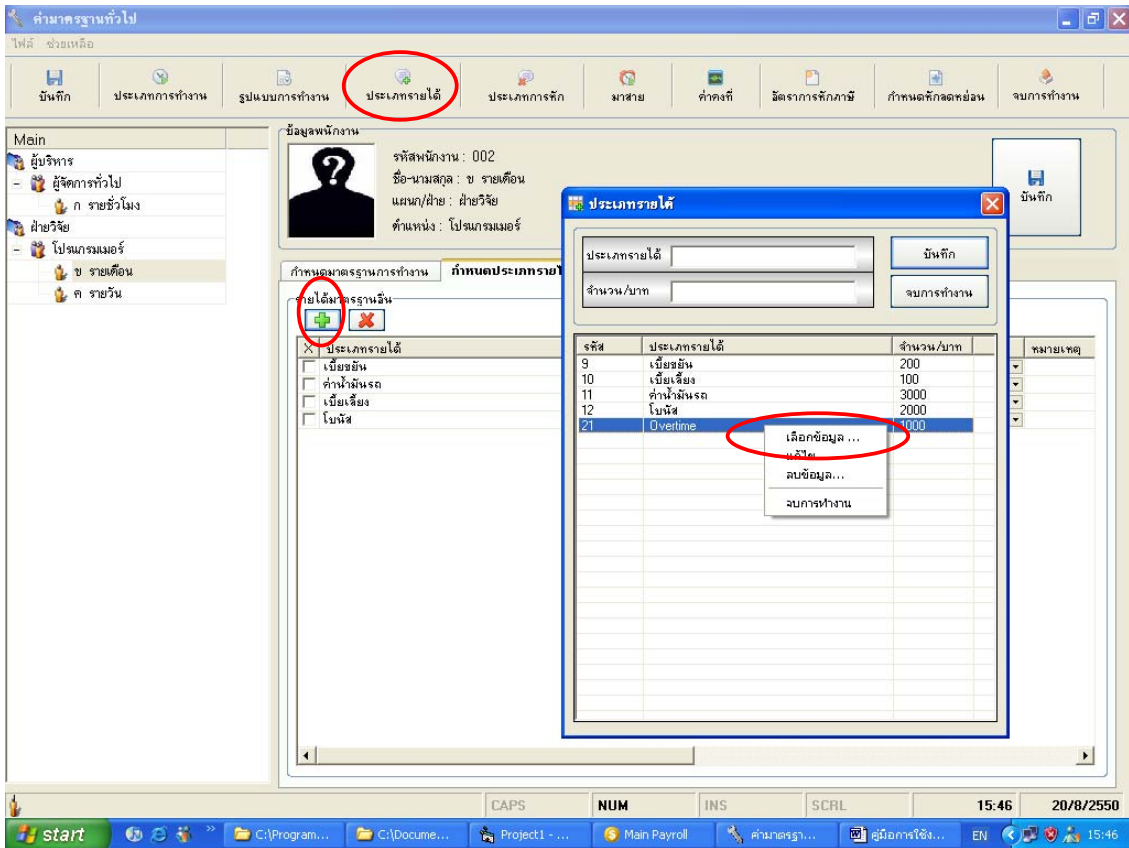 ค่ามาตรฐานทั่วไป
ไฟล์ ช่วยเหลือ
บันทึก ประเภทการทำงาน รูปแบบการทำงาน ประเภทรายได้ ประเภทการหัก มาสาย ค่าคงที่ อัตราการหักภาษี กำหนดหักลดหย่อน จบการทำงาน
Main
ผู้บริหาร
ผู้จัดการทั่วไป
ก รายชั่วโมง
ฝ่ายวิจัย
โปรแกรมเมอร์
ข รายเดือน
ค รายวัน
ข้อมูลพนักงาน
รหัสพนักงาน : 002
ชื่อ-นามสกุล : ข รายเดือน
แผนก/ฝ่าย : ฝ่ายวิจัย
ตำแหน่ง : โปรแกรมเมอร์
บันทึก
กำหนดมาตรฐานการทำงาน กำหนดประเภทรายไ
รายได้มาตรฐานอื่น
X ประเภทรายได้ หมายเหตุ
เบี้ยขยัน
ค่าน้ำมันรถ
เบี้ยเลี้ยง
โบนัส
ประเภทรายได้
ประเภทรายได้ บันทึก
จำนวน/บาท จบการทำงาน
รหัส ประเภทรายได้ จำนวน/บาท
9 เบี้ยขยัน 200
10 เบี้ยเลี้ยง 100
11 ค่าน้ำมันรถ 3000
12 โบนัส 2000
21 Overtime 1000
เลือกข้อมูล ...
แก้ไข
ลบข้อมูล...
จบการทำงาน
CAPS NUM INS SCRL 15:46 20/8/2550
start C:\Program... C:\Docume... Project1 - ... Main Payroll ค่ามาตรฐา... คู่มือการใช้ง... EN 15:46